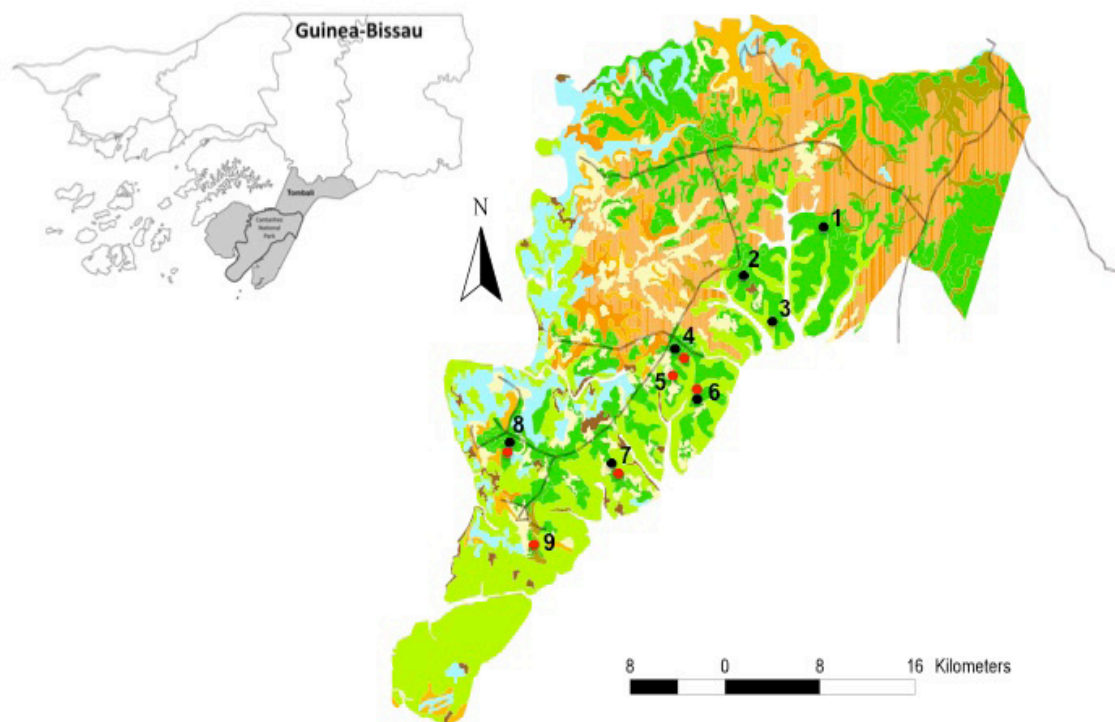 Guinea-Bissau
Tombali
Cantanhez
National
Park
N
1
2
3
4
5
6
7
8
9
8 0 8 16 Kilometers